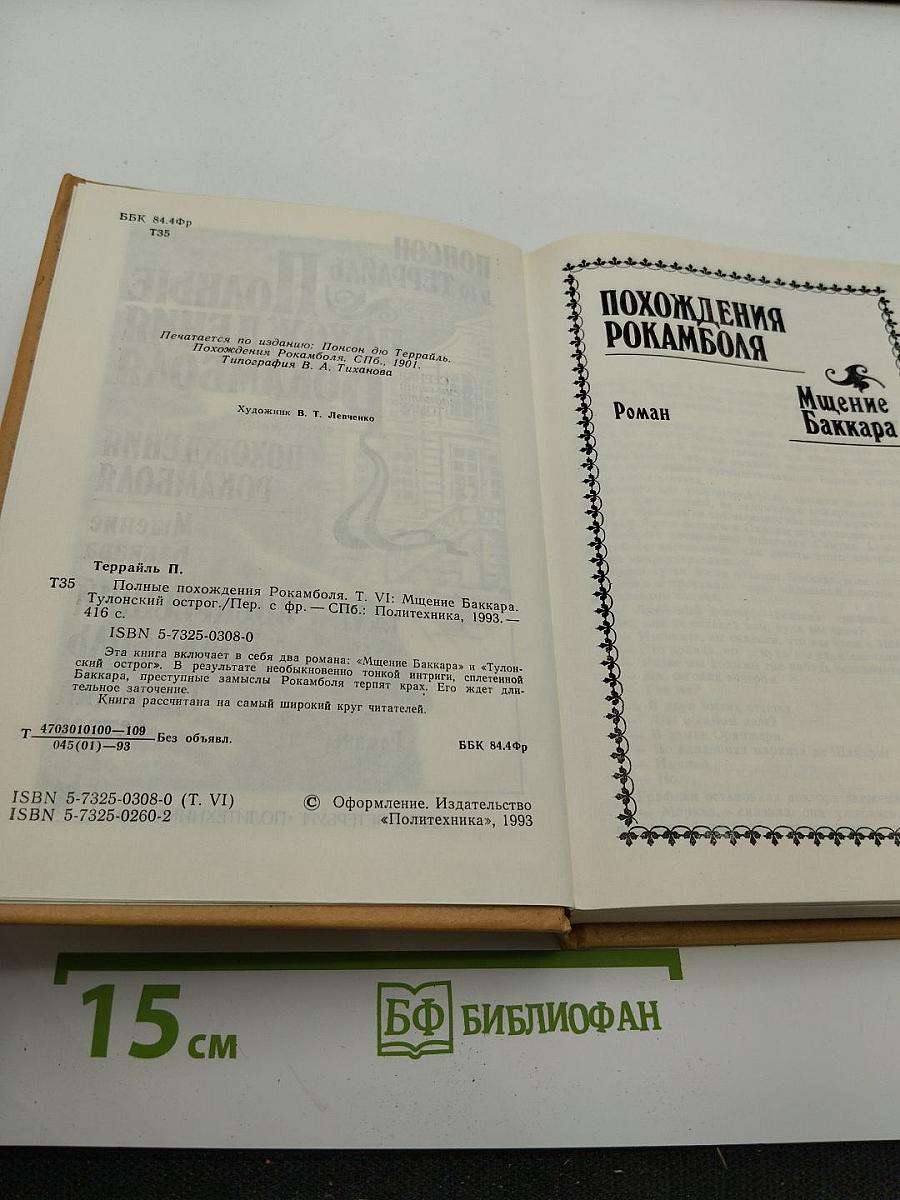 ББК 84.4Фр
Т35
Печатается по изданию: Понсон дю Террайль.
Похождения Рокамболя. СПб., 1901.
Типография В. А. Тиханова
Художник В. Т. Левченко
Террайль П.
Т35 Полные похождения Рокамболя. Т. VI: Мщение Баккара.
Тулонский острог./Пер. с фр. — СПб.: Политехника, 1993. —
416 с.
ISBN 5-7325-0308-0
Эта книга включает в себя два романа: «Мщение Баккара» и «Тулон-
ский острог». В результате необыкновенно тонкой интриги, сплетенной
Баккара, преступные замыслы Рокамболя терпят крах. Его ждет дли-
тельное заточение.
Книга рассчитана на самый широкий круг читателей.
Т 4703010100—109
045(01)—93 Без объявл.
ББК 84.4Фр
ISBN 5-7325-0308-0 (Т. VI)
ISBN 5-7325-0260-2
© Оформление. Издательство
«Политехника», 1993
ПОХОЖДЕНИЯ
РОКАМБОЛЯ
Роман
Мщение
Баккара
15 см
БФ БИБЛИОФАН